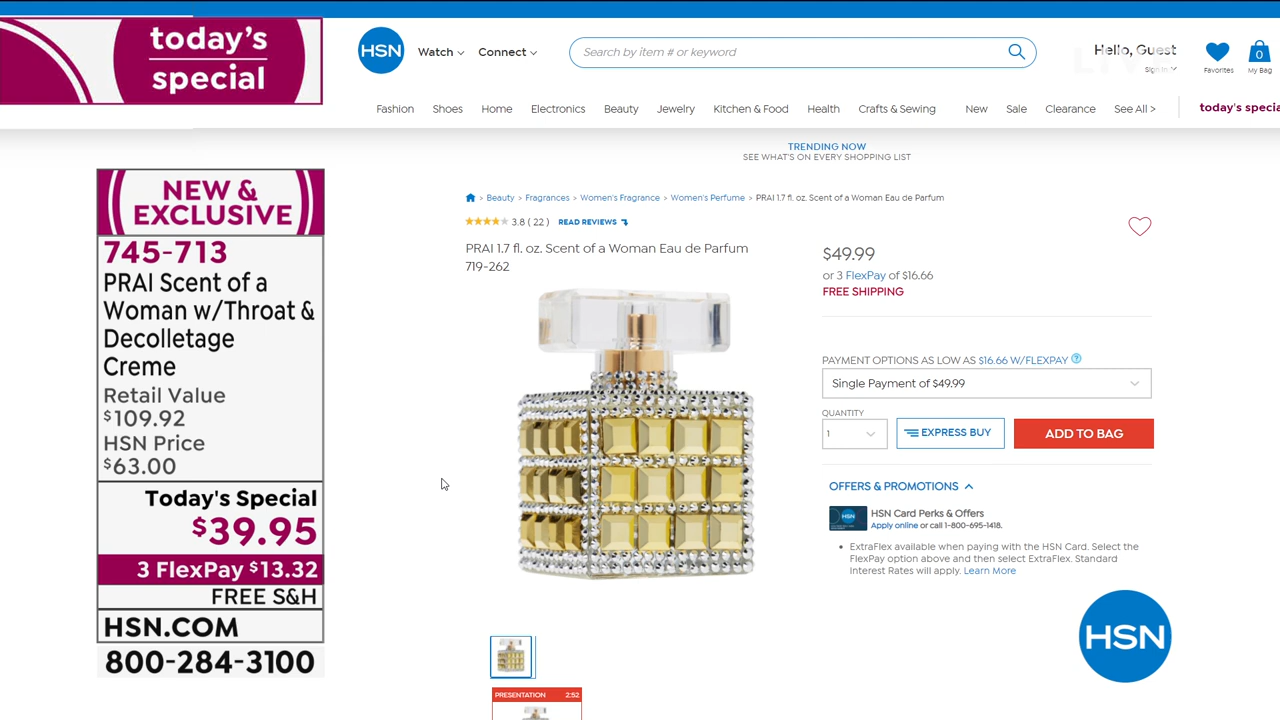 today's
special
NEW &
EXCLUSIVE
745-713
PRAI Scent of a
Woman w/Throat &
Decolletage
Creme
Retail Value
$109.92
HSN Price
$63.00
Today's Special
$39.95
3 FlexPay $13.32
FREE S&H
HSN.COM
800-284-3100
HSN
Watch
Connect
Search by item # or keyword
LIVE
Hello, Guest
Sign In
Favorites
0
My Bag
Fashion Shoes Home Electronics Beauty Jewelry Kitchen & Food Health Crafts & Sewing New Sale Clearance See All > today's specia
TRENDING NOW
SEE WHAT'S ON EVERY SHOPPING LIST
> Beauty > Fragrances > Women's Fragrance > Women's Perfume > PRAI 1.7 fl. oz. Scent of a Woman Eau de Parfum
3.8 ( 22 ) READ REVIEWS
PRAI 1.7 fl. oz. Scent of a Woman Eau de Parfum
719-262
$49.99
or 3 FlexPay of $16.66
FREE SHIPPING
PAYMENT OPTIONS AS LOW AS $16.66 W/FLEXPAY ?
Single Payment of $49.99
QUANTITY
1
EXPRESS BUY
ADD TO BAG
OFFERS & PROMOTIONS
HSN
HSN Card Perks & Offers
Apply online or call 1-800-695-1418.
• ExtraFlex available when paying with the HSN Card. Select the
FlexPay option above and then select ExtraFlex. Standard
Interest Rates will apply. Learn More
PRESENTATION 2:52
HSN